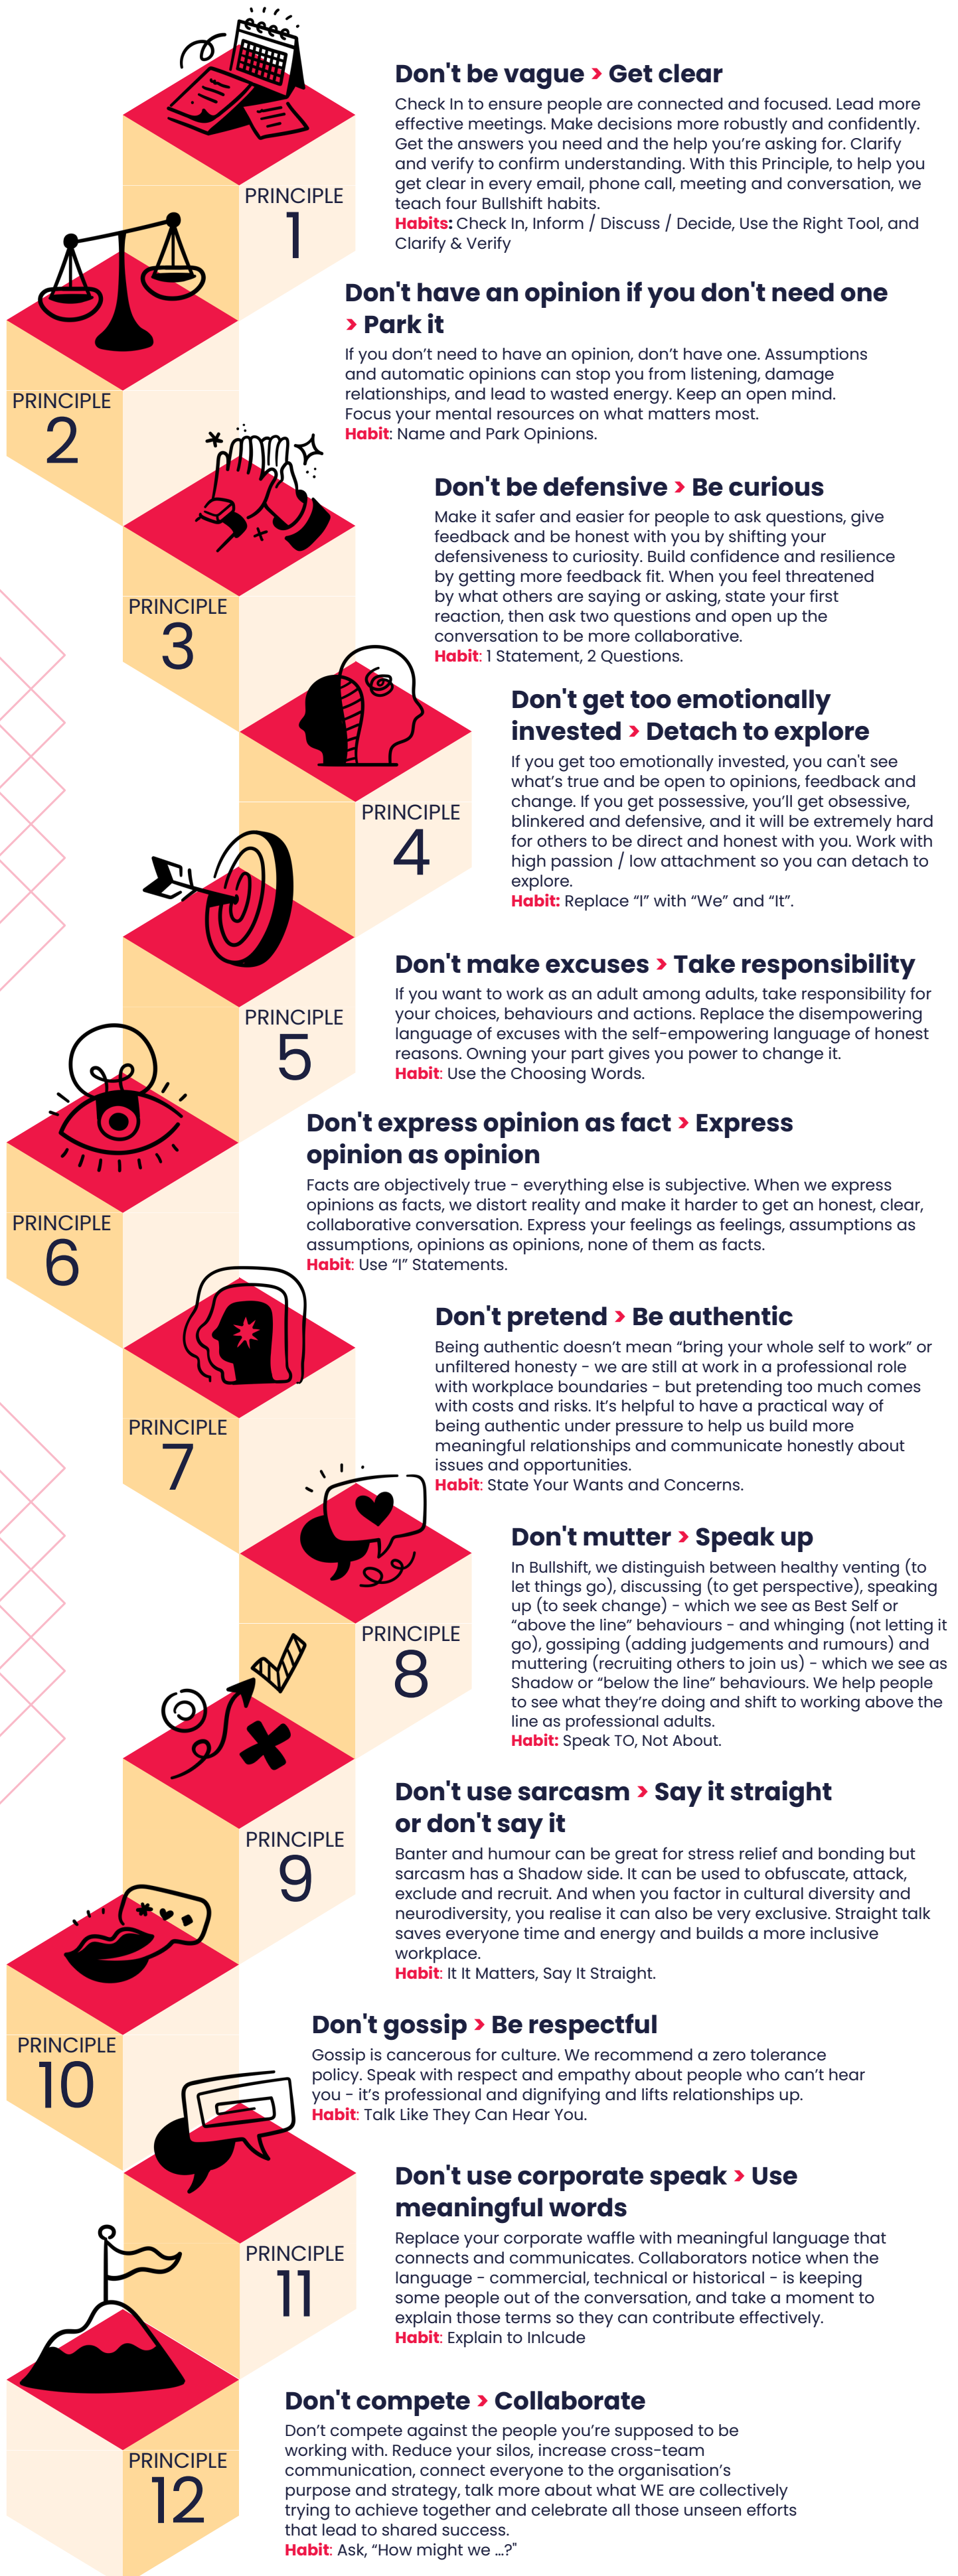 Don't be vague > Get clear
Check In to ensure people are connected and focused. Lead more
effective meetings. Make decisions more robustly and confidently.
Get the answers you need and the help you’re asking for. Clarify
and verify to confirm understanding. With this Principle, to help you
get clear in every email, phone call, meeting and conversation, we
teach four Bullshift habits.
Habits: Check In, Inform / Discuss / Decide, Use the Right Tool, and
Clarify & Verify
PRINCIPLE
1
Don't have an opinion if you don't need one
> Park it
If you don’t need to have an opinion, don’t have one. Assumptions
and automatic opinions can stop you from listening, damage
relationships, and lead to wasted energy. Keep an open mind.
Focus your mental resources on what matters most.
Habit: Name and Park Opinions.
PRINCIPLE
2
Don't be defensive > Be curious
Make it safer and easier for people to ask questions, give
feedback and be honest with you by shifting your
defensiveness to curiosity. Build confidence and resilience
by getting more feedback fit. When you feel threatened
by what others are saying or asking, state your first
reaction, then ask two questions and open up the
conversation to be more collaborative.
Habit: 1 Statement, 2 Questions.
PRINCIPLE
3
Don't get too emotionally
invested > Detach to explore
If you get too emotionally invested, you can't see
what’s true and be open to opinions, feedback and
change. If you get possessive, you’ll get obsessive,
blinkered and defensive, and it will be extremely hard
for others to be direct and honest with you. Work with
high passion / low attachment so you can detach to
explore.
Habit: Replace “I” with “We” and “It”.
PRINCIPLE
4
Don't make excuses > Take responsibility
If you want to work as an adult among adults, take responsibility for
your choices, behaviours and actions. Replace the disempowering
language of excuses with the self-empowering language of honest
reasons. Owning your part gives you power to change it.
Habit: Use the Choosing Words.
PRINCIPLE
5
Don't express opinion as fact > Express
opinion as opinion
Facts are objectively true - everything else is subjective. When we express
opinions as facts, we distort reality and make it harder to get an honest, clear,
collaborative conversation. Express your feelings as feelings, assumptions as
assumptions, opinions as opinions, none of them as facts.
Habit: Use “I” Statements.
PRINCIPLE
6
Don't pretend > Be authentic
Being authentic doesn’t mean “bring your whole self to work” or
unfiltered honesty - we are still at work in a professional role
with workplace boundaries - but pretending too much comes
with costs and risks. It’s helpful to have a practical way of
being authentic under pressure to help us build more
meaningful relationships and communicate honestly about
issues and opportunities.
Habit: State Your Wants and Concerns.
PRINCIPLE
7
Don't mutter > Speak up
In Bullshift, we distinguish between healthy venting (to
let things go), discussing (to get perspective), speaking
up (to seek change) - which we see as Best Self or
“above the line” behaviours - and whinging (not letting it
go), gossiping (adding judgements and rumours) and
muttering (recruiting others to join us) - which we see as
Shadow or “below the line” behaviours. We help people
to see what they’re doing and shift to working above the
line as professional adults.
Habit: Speak TO, Not About.
PRINCIPLE
8
Don't use sarcasm > Say it straight
or don't say it
Banter and humour can be great for stress relief and bonding but
sarcasm has a Shadow side. It can be used to obfuscate, attack,
exclude and recruit. And when you factor in cultural diversity and
neurodiversity, you realise it can also be very exclusive. Straight talk
saves everyone time and energy and builds a more inclusive
workplace.
Habit: It It Matters, Say It Straight.
PRINCIPLE
9
Don't gossip > Be respectful
Gossip is cancerous for culture. We recommend a zero tolerance
policy. Speak with respect and empathy about people who can’t hear
you - it’s professional and dignifying and lifts relationships up.
Habit: Talk Like They Can Hear You.
PRINCIPLE
10
Don't use corporate speak > Use
meaningful words
Replace your corporate waffle with meaningful language that
connects and communicates. Collaborators notice when the
language - commercial, technical or historical - is keeping
some people out of the conversation, and take a moment to
explain those terms so they can contribute effectively.
Habit: Explain to Inlcude
PRINCIPLE
11
Don't compete > Collaborate
Don’t compete against the people you’re supposed to be
working with. Reduce your silos, increase cross-team
communication, connect everyone to the organisation’s
purpose and strategy, talk more about what WE are collectively
trying to achieve together and celebrate all those unseen efforts
that lead to shared success.
Habit: Ask, “How might we ...?"
PRINCIPLE
12